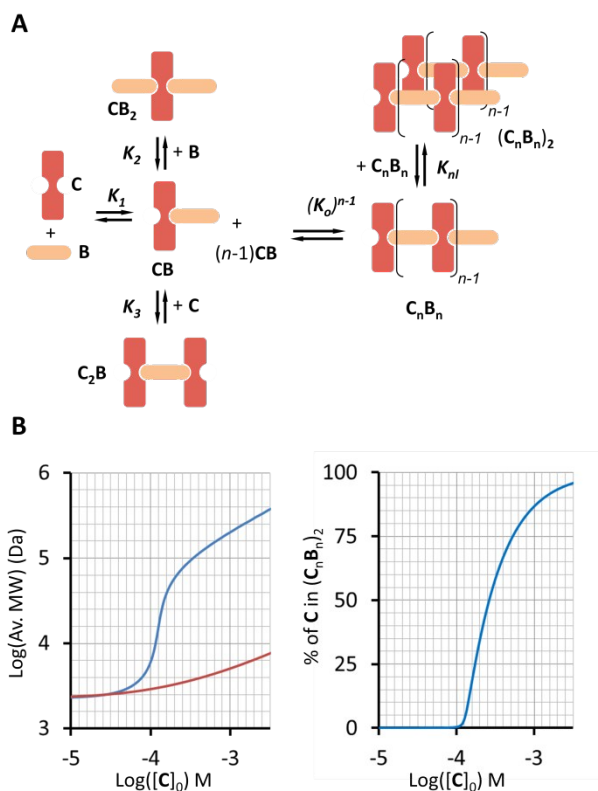 A
CB₂
K₂
+ B
C
+
B
K₁
CB
+
(n-1)CB
K₃
+ C
C₂B
(Kₒ)ⁿ⁻¹
n-1
n-1
(CₙBₙ)₂
+ CₙBₙ
Kₙₗ
n-1
CₙBₙ
B
Log(Av. MW) (Da)
6
5
4
3
-5
-4
-3
Log([C]₀) M
% of C in (CₙBₙ)₂
100
75
50
25
0
-5
-4
-3
Log([C]₀) M